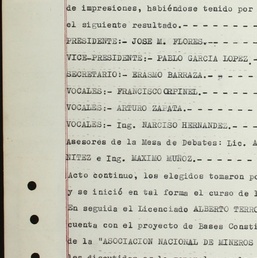 de impresiones, habiéndose tenido por
el siguiente resultado.- - - - - - -
PRESIDENTE:- JOSE M. FLORES.- - - -
VICE-PRESIDENTE:- PABLO GARCIA LOPEZ -
SECRETARIO:- ERASMO BARRAZA.- - - -
VOCALES:- FRANCISCO ORPINEL.- - - -
VOCALES:- ARTURO ZAPATA.- - - - - -
VOCALES:- Ing. NARCISO HERNANDEZ.- - -
Asesores de la Mesa de Debates: Lic. A
NITEZ e Ing. MAXIMO MUÑOZ.- - - - -
Acto continuo, los elegidos tomaron po
y se inició en tal forma el curso de l
En seguida el Licenciado ALBERTO TERRO
cuenta con el proyecto de Bases Consti
de la "ASOCIACION NACIONAL DE MINEROS